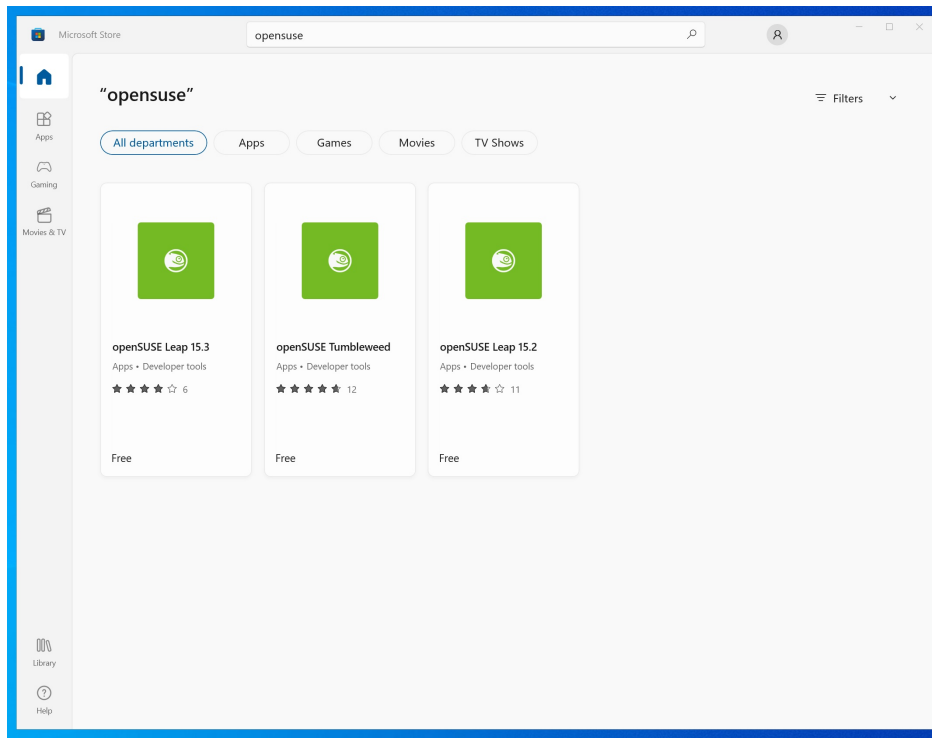 Microsoft Store
opensuse
“opensuse”
Filters
All departments
Apps
Games
Movies
TV Shows
Apps
Gaming
Movies & TV
openSUSE Leap 15.3
Apps • Developer tools
6
Free
openSUSE Tumbleweed
Apps • Developer tools
12
Free
openSUSE Leap 15.2
Apps • Developer tools
11
Free
Library
Help